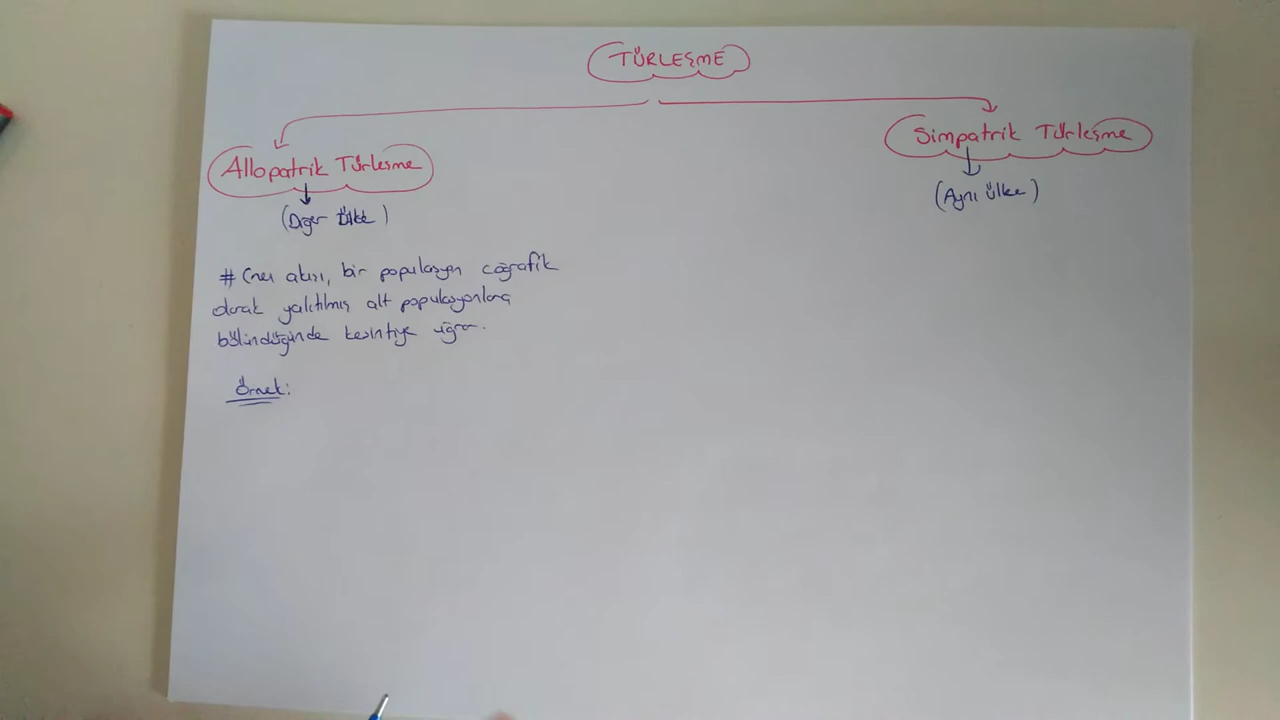 TÜRLEŞME
Allopatrik Türleşme
(Diğer Ülke)
# Gen akışı, bir populasyon coğrafik
olarak yalıtılmış alt populasyonlara
bölündüğünde kesintiye uğrar.
Örnek:
Simpatrik Türleşme
(Aynı ülke)